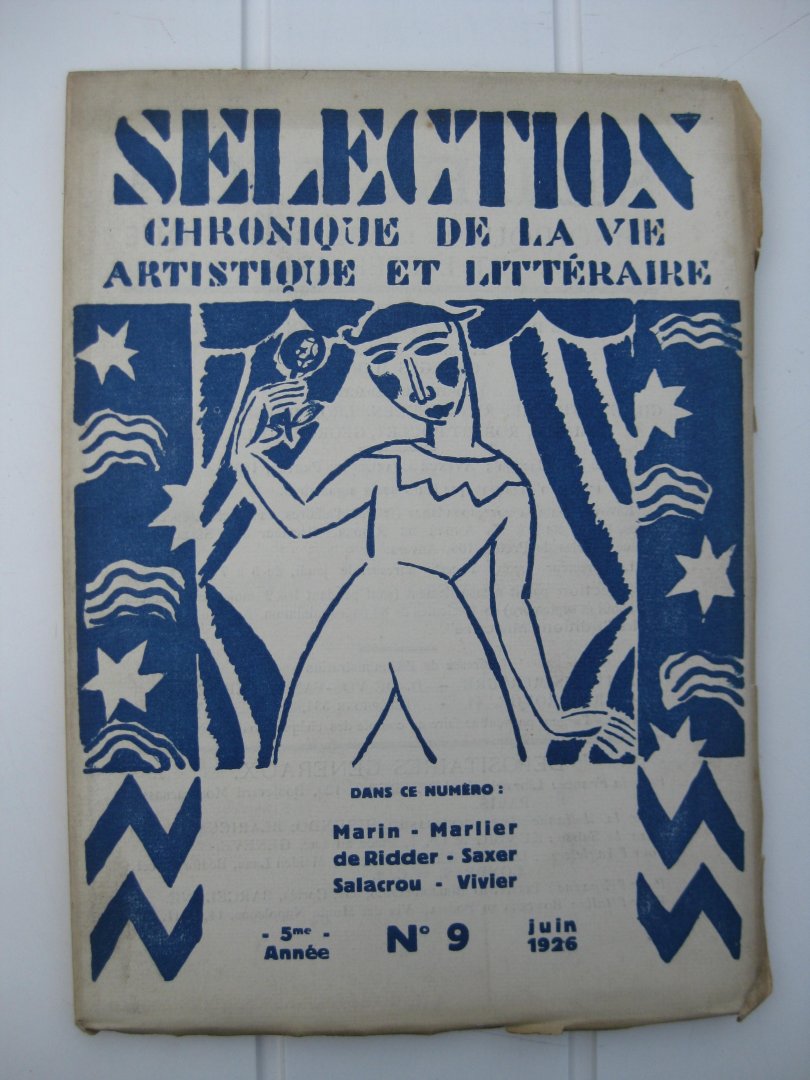 SELECTION
CHRONIQUE DE LA VIE
ARTISTIQUE ET LITTÉRAIRE
DANS CE NUMÉRO :
Marin - Marlier
de Ridder - Saxer
Salacrou - Vivier
- 5me - Année
N° 9
juin 1926